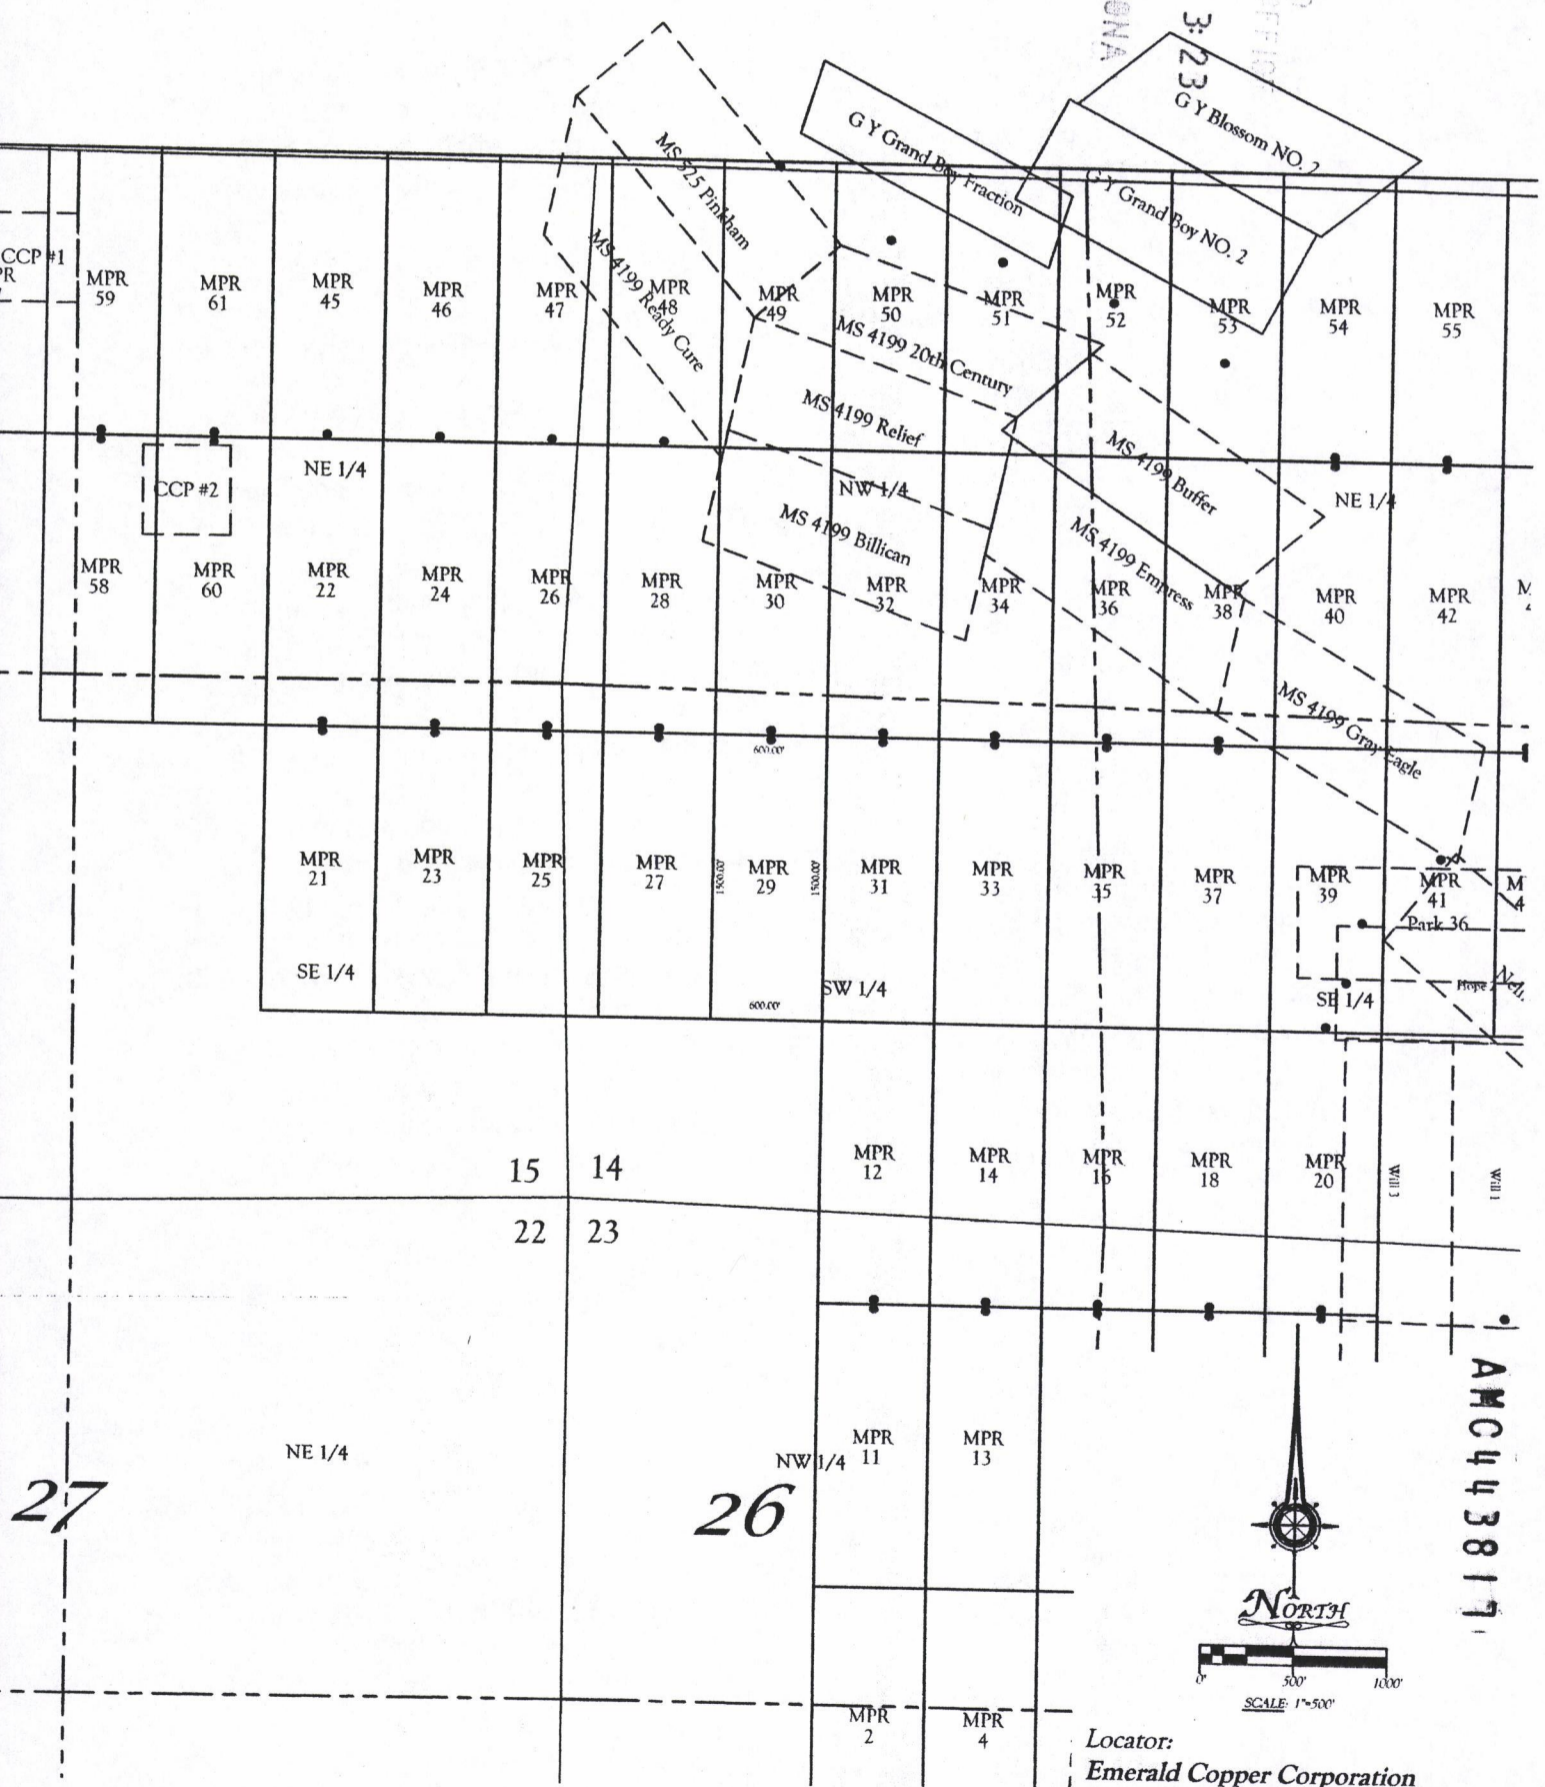 ONA
3:23
OFFICE
G Y Blossom NO. 2
G Y Grand Boy Fraction
G Y Grand Boy NO. 2
MS 525 Pinkham
MS 4199 Ready Cure
CCP #1
MPR
59
MPR
61
MPR
45
MPR
46
MPR
47
MPR
48
MPR
49
MPR
50
MPR
51
MPR
52
MPR
53
MPR
54
MPR
55
MS 4199 20th Century
MS 4199 Relief
MS 4199 Buffer
NE 1/4
CCP #2
NW 1/4
NE 1/4
MS 4199 Billican
MS 4199 Empress
MPR
58
MPR
60
MPR
22
MPR
24
MPR
26
MPR
28
MPR
30
MPR
32
MPR
34
MPR
36
MPR
38
MPR
40
MPR
42
MS 4199 Gray Eagle
600.00'
MPR
21
MPR
23
MPR
25
MPR
27
1500.00'
MPR
29
1500.00'
MPR
31
MPR
33
MPR
35
MPR
37
MPR
39
MPR
41
Park 36
SE 1/4
SW 1/4
600.00'
SE 1/4
Hope
MPR
12
MPR
14
MPR
16
MPR
18
MPR
20
Will 3
Will 1
15 14
22 23
MPR
11
MPR
13
NE 1/4
NW 1/4
27
26
AMC443817
NORTH
0' 500' 1000'
SCALE: 1"=500'
MPR
2
MPR
4
Locator:
Emerald Copper Corporation